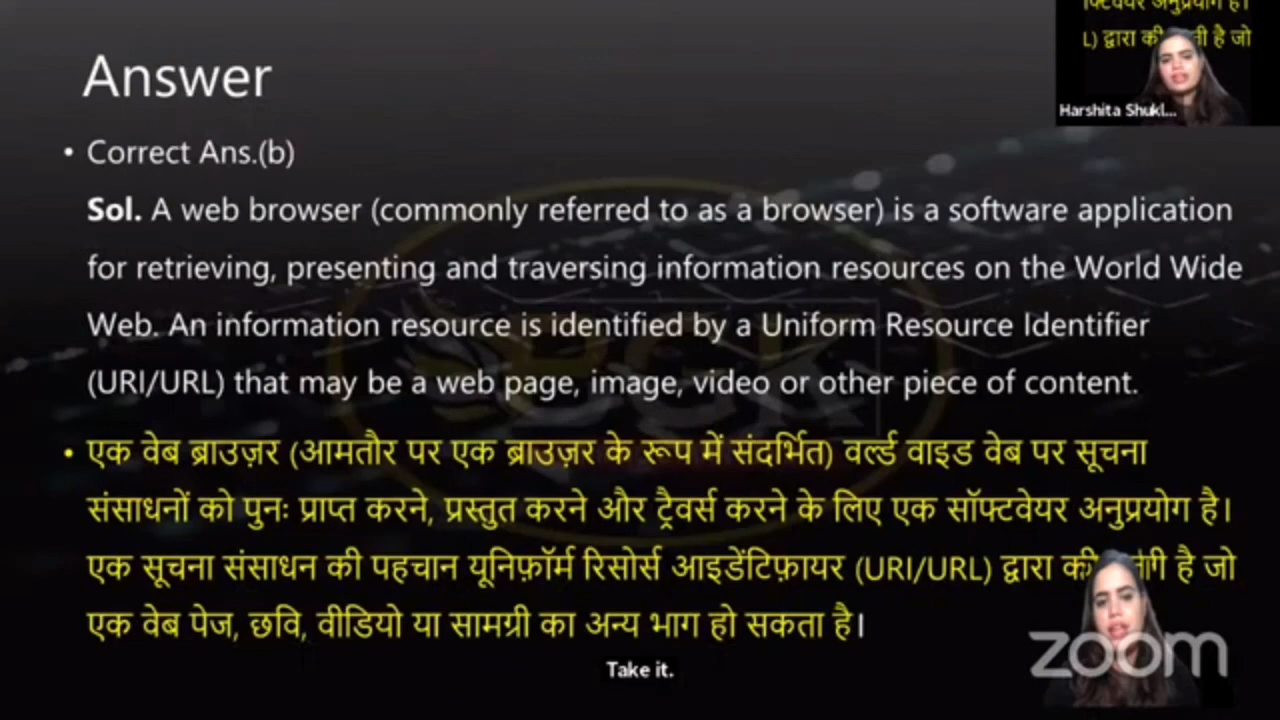 फ्टवेयर अनुप्रयोग है।
L) द्वारा की है जो
Harshita Shukl...
Answer
• Correct Ans.(b)
Sol. A web browser (commonly referred to as a browser) is a software application
for retrieving, presenting and traversing information resources on the World Wide
Web. An information resource is identified by a Uniform Resource Identifier
(URI/URL) that may be a web page, image, video or other piece of content.
• एक वेब ब्राउज़र (आमतौर पर एक ब्राउज़र के रूप में संदर्भित) वर्ल्ड वाइड वेब पर सूचना
संसाधनों को पुनः प्राप्त करने, प्रस्तुत करने और ट्रैवर्स करने के लिए एक सॉफ्टवेयर अनुप्रयोग है।
एक सूचना संसाधन की पहचान यूनिफ़ॉर्म रिसोर्स आइडेंटिफ़ायर (URI/URL) द्वारा की है जो
एक वेब पेज, छवि, वीडियो या सामग्री का अन्य भाग हो सकता है।
zoom
Take it.